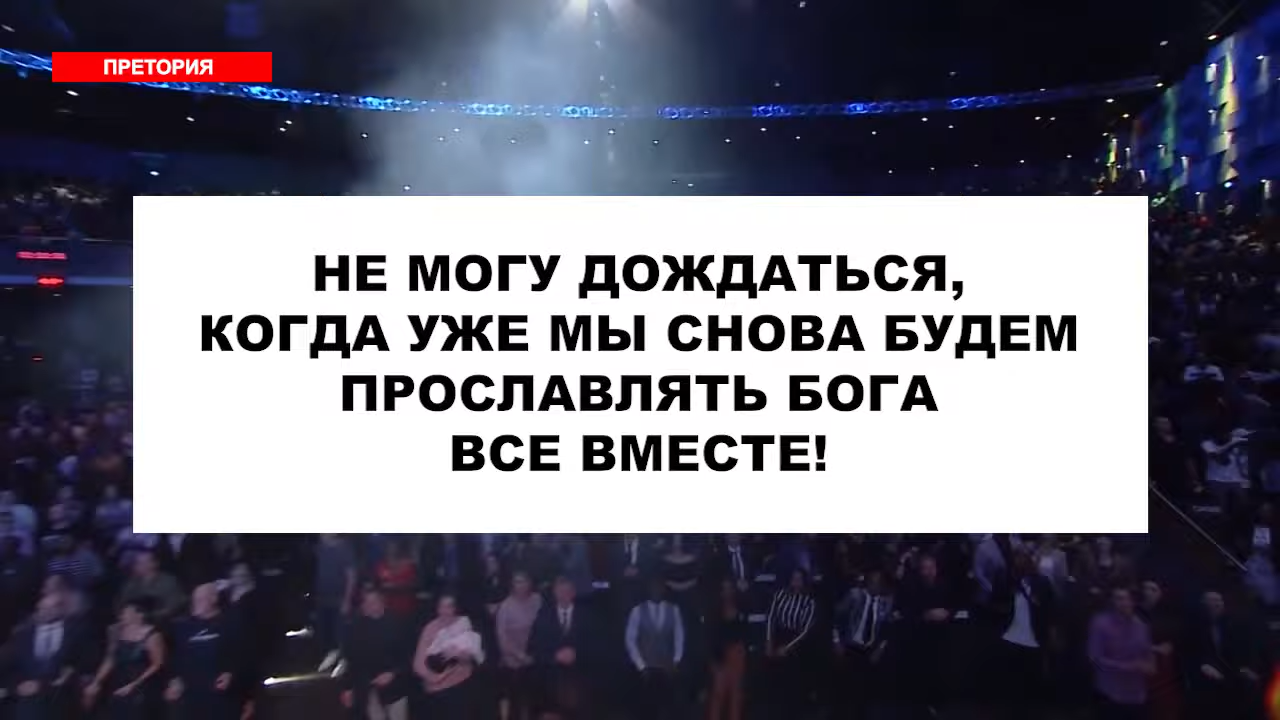 ПРЕТОРИЯ
НЕ МОГУ ДОЖДАТЬСЯ,
КОГДА УЖЕ МЫ СНОВА БУДЕМ
ПРОСЛАВЛЯТЬ БОГА
ВСЕ ВМЕСТЕ!